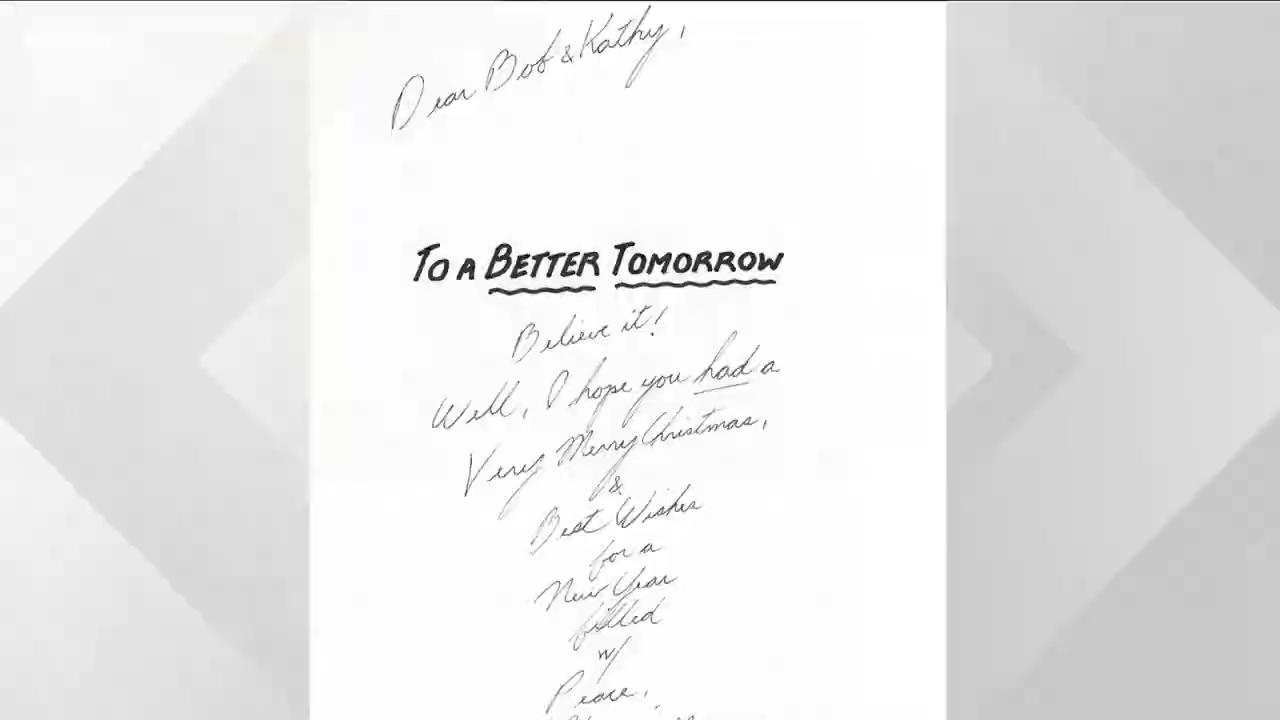 Dear Bob & Kathy,
TO A BETTER TOMORROW
Believe it!
Well, I hope you had a
Very Merry Christmas,
&
Best Wishes
for a
New Year
filled
w/
Peace,